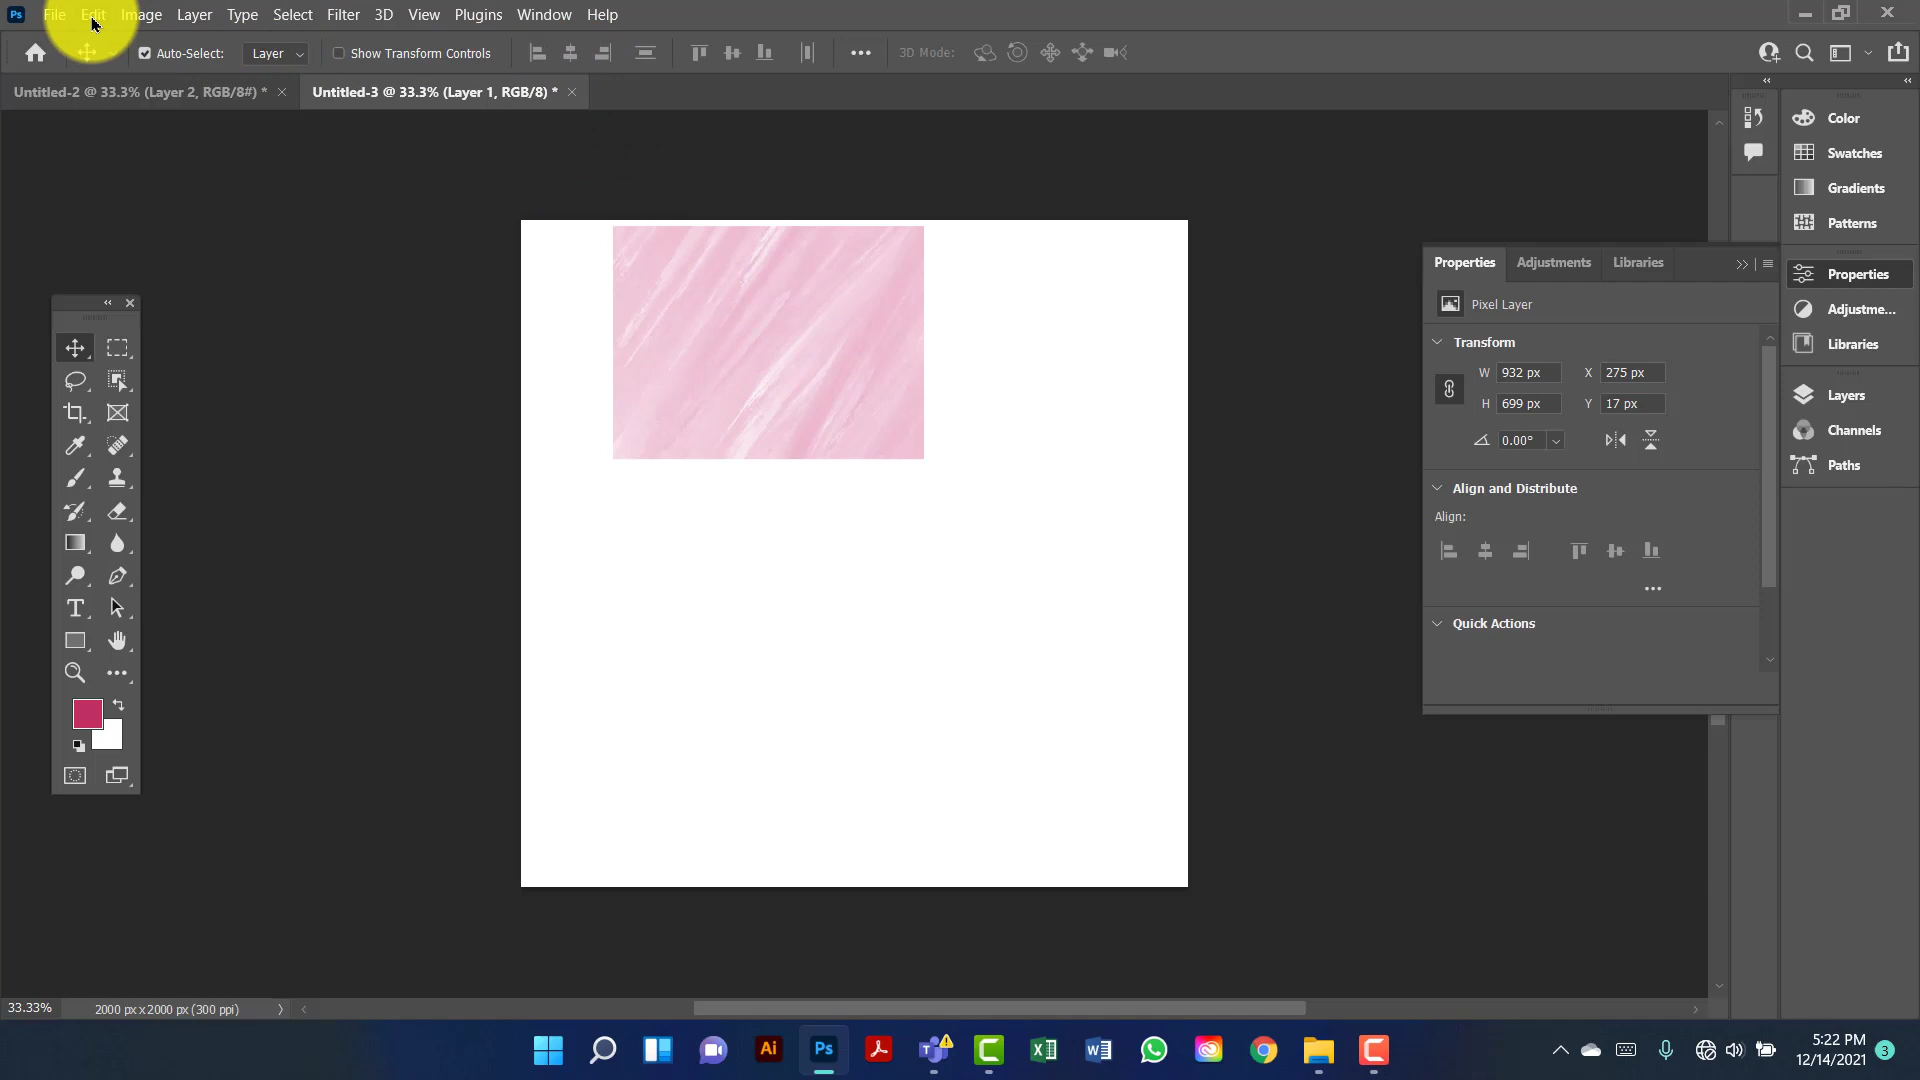 Ps File Edit Image Layer Type Select Filter 3D View Plugins Window Help
Auto-Select: Layer Show Transform Controls 3D Mode:
Untitled-2 @ 33.3% (Layer 2, RGB/8#) * Untitled-3 @ 33.3% (Layer 1, RGB/8) *
Color
Swatches
Gradients
Patterns
Properties
Adjustme...
Libraries
Layers
Channels
Paths
Properties Adjustments Libraries
Pixel Layer
Transform
W 932 px X 275 px
H 699 px Y 17 px
0.00°
Align and Distribute
Align:
Quick Actions
33.33% 2000 px x 2000 px (300 ppi)
Ai Ps
5:22 PM
12/14/2021 3